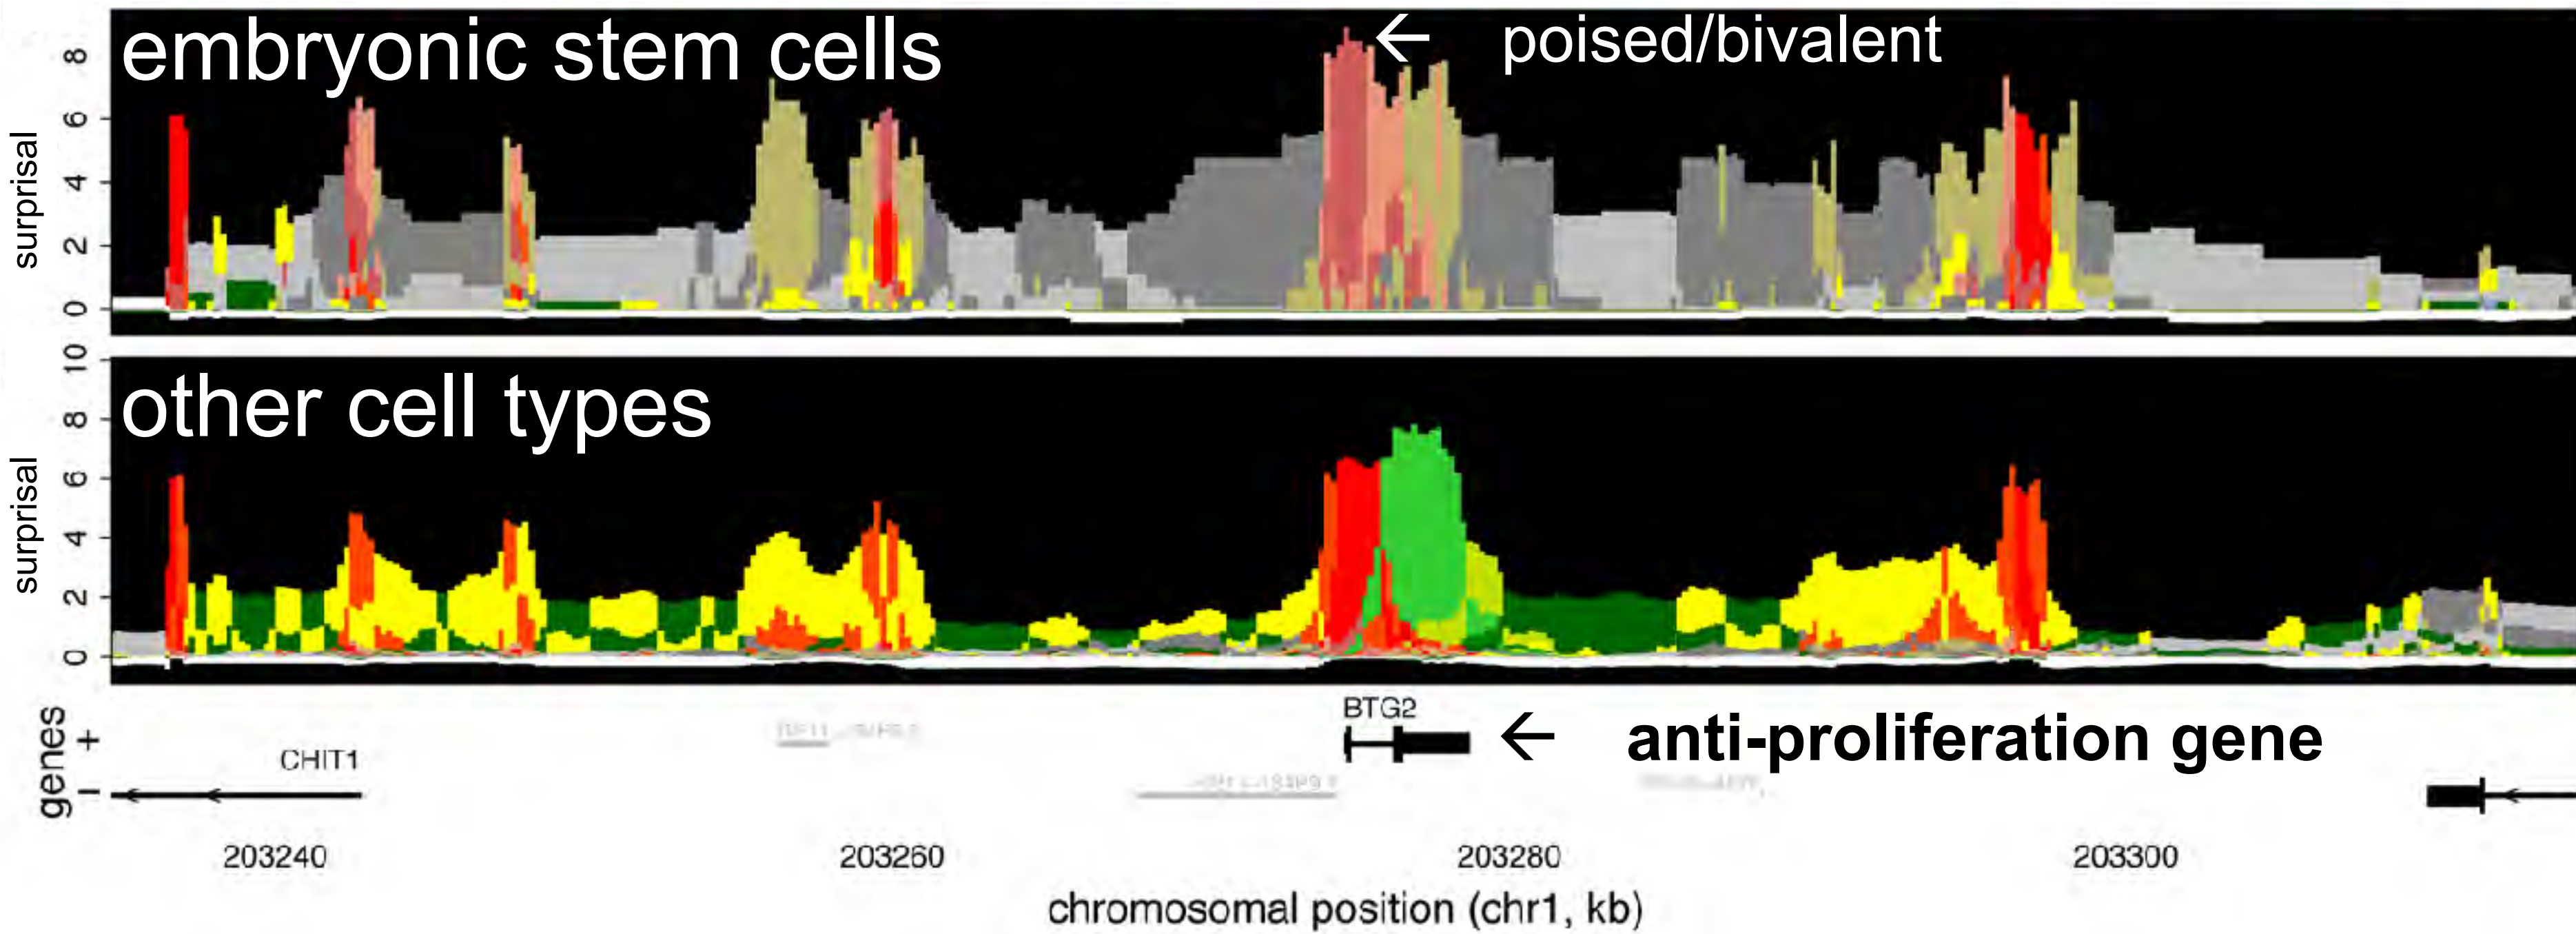 embryonic stem cells
← poised/bivalent
surprisal
8
6
4
2
0
other cell types
surprisal
10
8
6
4
2
0
genes
+
−
BTG2
← anti-proliferation gene
CHIT1
203240 203260 203280 203300
chromosomal position (chr1, kb)